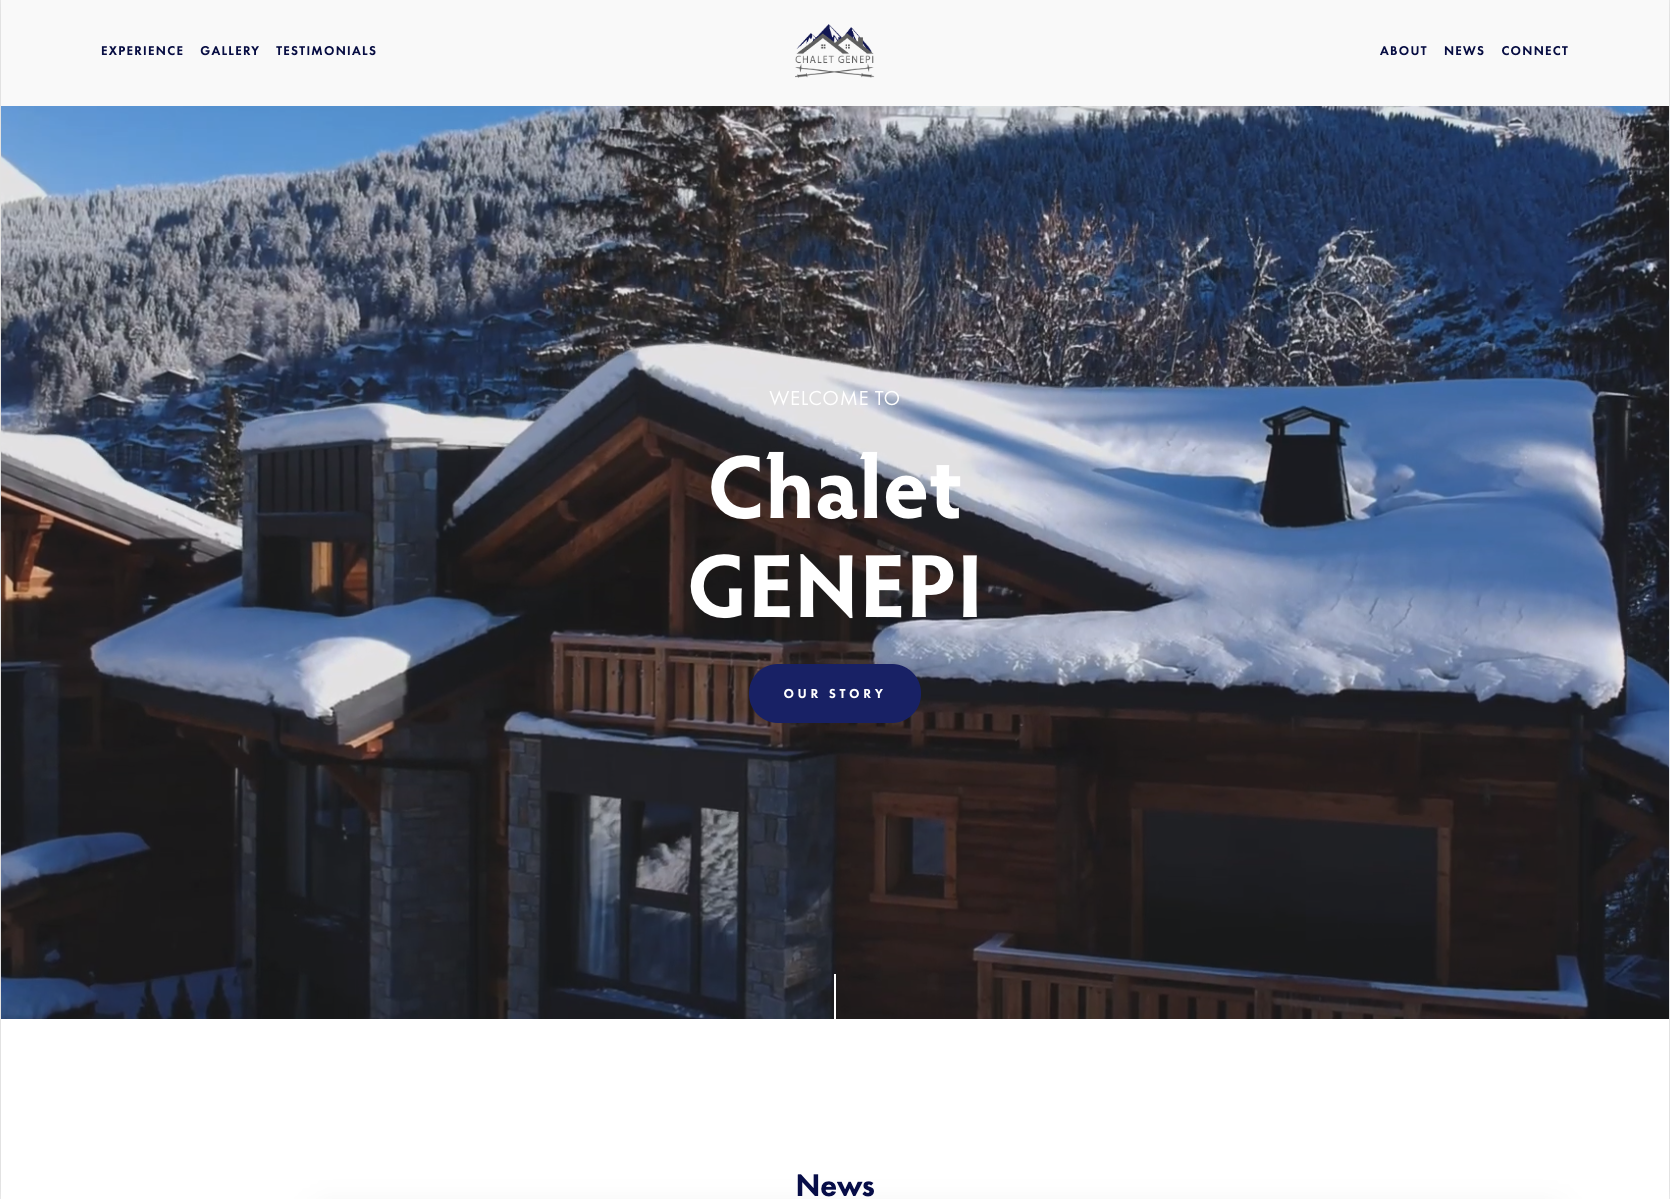 EXPERIENCE GALLERY TESTIMONIALS
CHALET GENEPI
ABOUT NEWS CONNECT
WELCOME TO
Chalet
GENEPI
OUR STORY
News